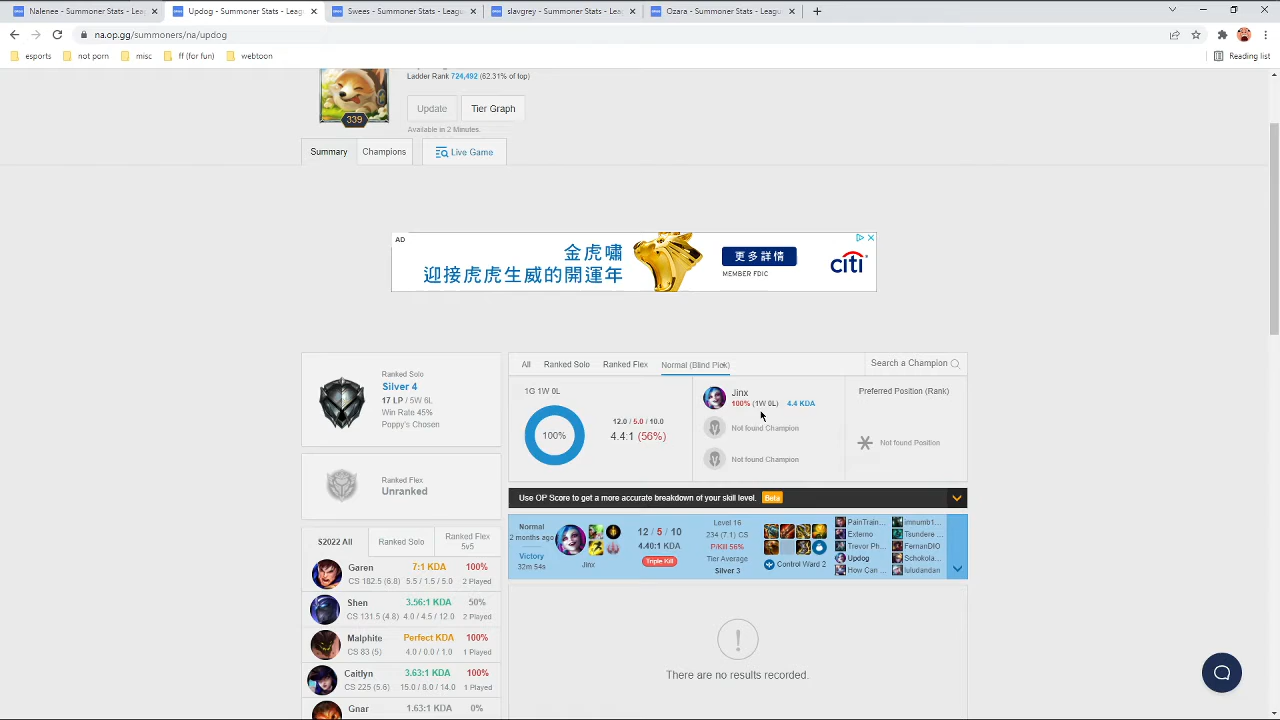 Nalenee - Summoner Stats - Leag
Updog - Summoner Stats - Leag
Swees - Summoner Stats - Leagu
slavgrey - Summoner Stats - Leag
Ozara - Summoner Stats - Leagu
na.op.gg/summoners/na/updog
Reading list
esports
not porn
misc
ff (for fun)
webtoon
Ladder Rank 724,492 (62.31% of top)
339
Update
Tier Graph
Available in 2 Minutes.
Summary
Champions
Live Game
AD
金虎嘯
迎接虎虎生威的開運年
更多詳情
MEMBER FDIC
citi
Ranked Solo
Silver 4
17 LP / 5W 6L
Win Rate 45%
Poppy's Chosen
Ranked Flex
Unranked
S2022 All
Ranked Solo
Ranked Flex
5v5
Garen
7:1 KDA
100%
CS 182.5 (6.8)
5.5 / 1.5 / 5.0
2 Played
Shen
3.56:1 KDA
50%
CS 131.5 (4.8)
4.0 / 4.5 / 12.0
2 Played
Malphite
Perfect KDA
100%
CS 83 (5)
4.0 / 0.0 / 1.0
1 Played
Caitlyn
3.63:1 KDA
100%
CS 225 (5.6)
15.0 / 8.0 / 14.0
1 Played
Gnar
1.63:1 KDA
0%
All
Ranked Solo
Ranked Flex
Normal (Blind Pick)
Search a Champion
1G 1W 0L
100%
12.0 / 5.0 / 10.0
4.4:1 (56%)
Jinx
100% (1W 0L)
4.4 KDA
Not found Champion
Not found Champion
Preferred Position (Rank)
Not found Position
Use OP Score to get a more accurate breakdown of your skill level.
Beta
Normal
2 months ago
Victory
32m 54s
Jinx
12 / 5 / 10
4.40:1 KDA
Triple Kill
Level 16
234 (7.1) CS
P/Kill 56%
Tier Average
Silver 3
Control Ward 2
PainTrain...
Externo
Trevor Ph...
Updog
How Can ...
imnumb1...
Tsundere ...
FernanDIO
Schokola...
luludandan
There are no results recorded.